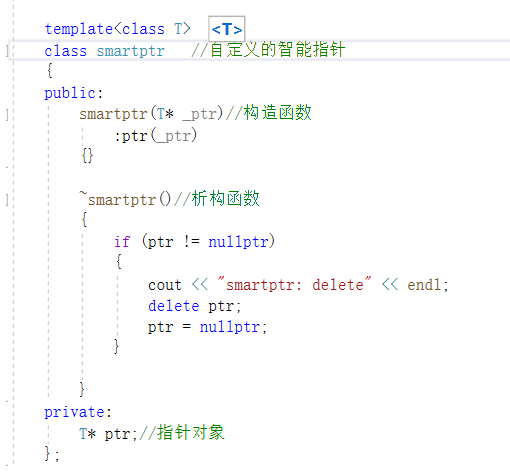 template<class T> <T>
class smartptr //自定义的智能指针
{
public:
smartptr(T* _ptr)//构造函数
:ptr(_ptr)
{}
~smartptr()//析构函数
{
if (ptr != nullptr)
{
cout << "smartptr: delete" << endl;
delete ptr;
ptr = nullptr;
}
}
private:
T* ptr;//指针对象
};